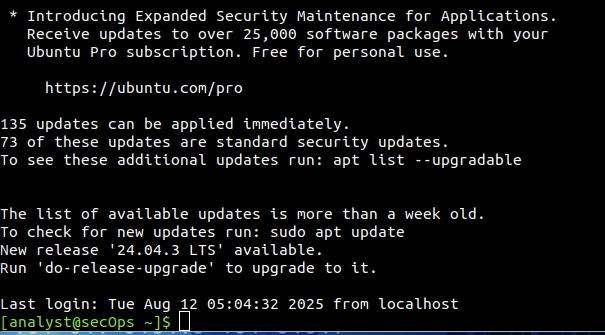 * Introducing Expanded Security Maintenance for Applications.
Receive updates to over 25,000 software packages with your
Ubuntu Pro subscription. Free for personal use.
https://ubuntu.com/pro
135 updates can be applied immediately.
73 of these updates are standard security updates.
To see these additional updates run: apt list --upgradable
The list of available updates is more than a week old.
To check for new updates run: sudo apt update
New release '24.04.3 LTS' available.
Run 'do-release-upgrade' to upgrade to it.
Last login: Tue Aug 12 05:04:32 2025 from localhost
[analyst@secOps ~]$